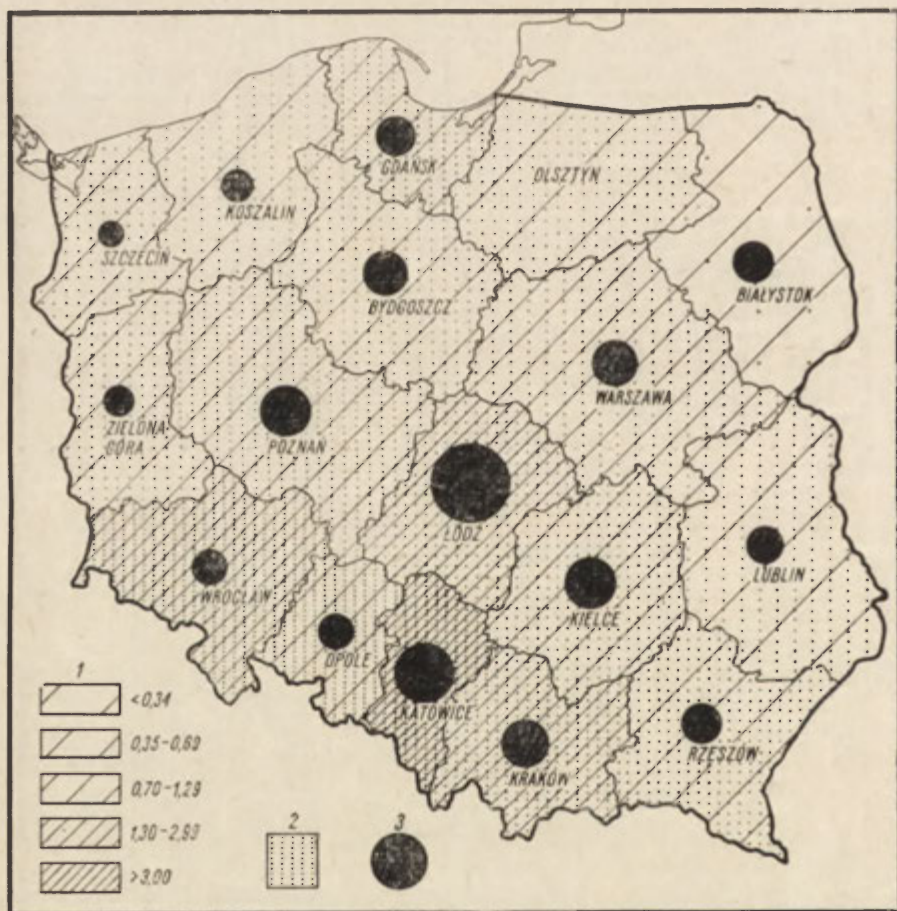 GDAŃSK
OLSZTYN
KOSZALIN
SZCZECIN
BYDGOSZCZ
BIAŁYSTOK
WARSZAWA
ZIELONA
GÓRA
POZNAŃ
ŁÓDŹ
LUBLIN
WROCŁAW
KIELCE
OPOLE
KATOWICE
KRAKÓW
RZESZÓW
1
<0,34
0,35-0,69
0,70-1,29
1,30-2,99
>3,00
2
3